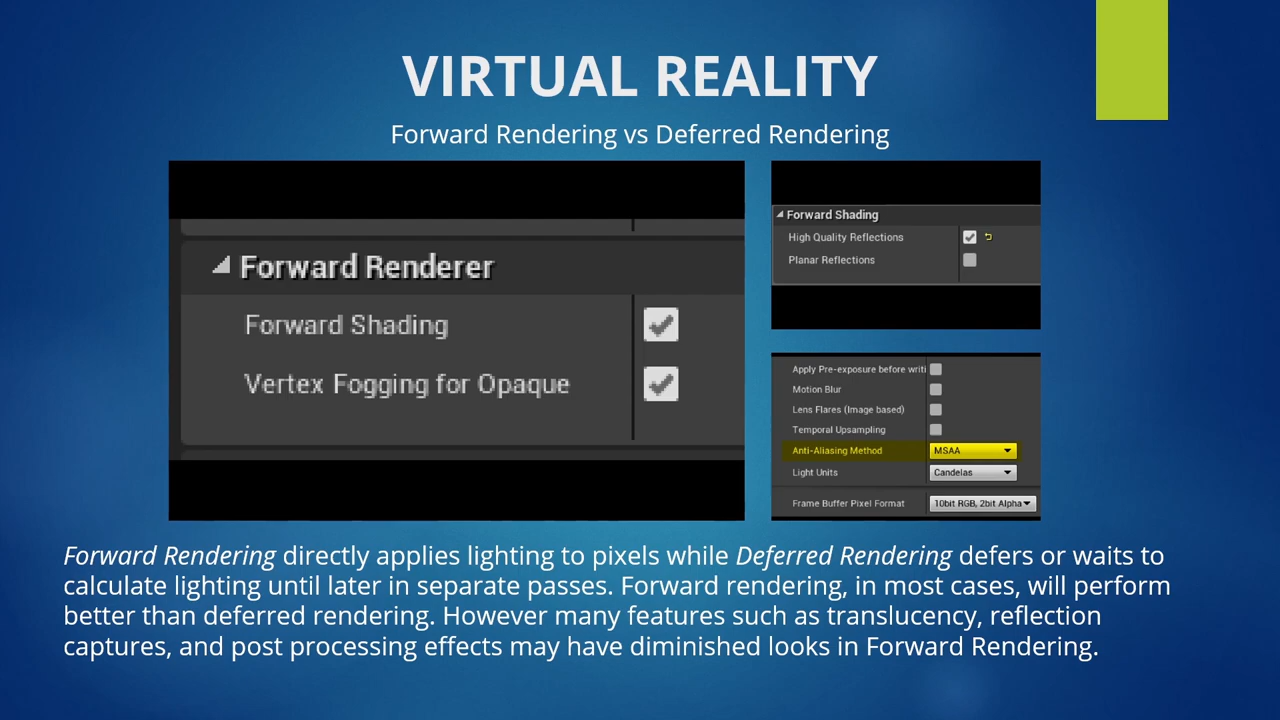 VIRTUAL REALITY
Forward Rendering vs Deferred Rendering
Forward Renderer
Forward Shading
Vertex Fogging for Opaque
Forward Shading
High Quality Reflections
Planar Reflections
Apply Pre-exposure before writi
Motion Blur
Lens Flares (Image based)
Temporal Upsampling
Anti-Aliasing Method MSAA
Light Units Candelas
Frame Buffer Pixel Format 10bit RGB, 2bit Alpha
Forward Rendering directly applies lighting to pixels while Deferred Rendering defers or waits to
calculate lighting until later in separate passes. Forward rendering, in most cases, will perform
better than deferred rendering. However many features such as translucency, reflection
captures, and post processing effects may have diminished looks in Forward Rendering.